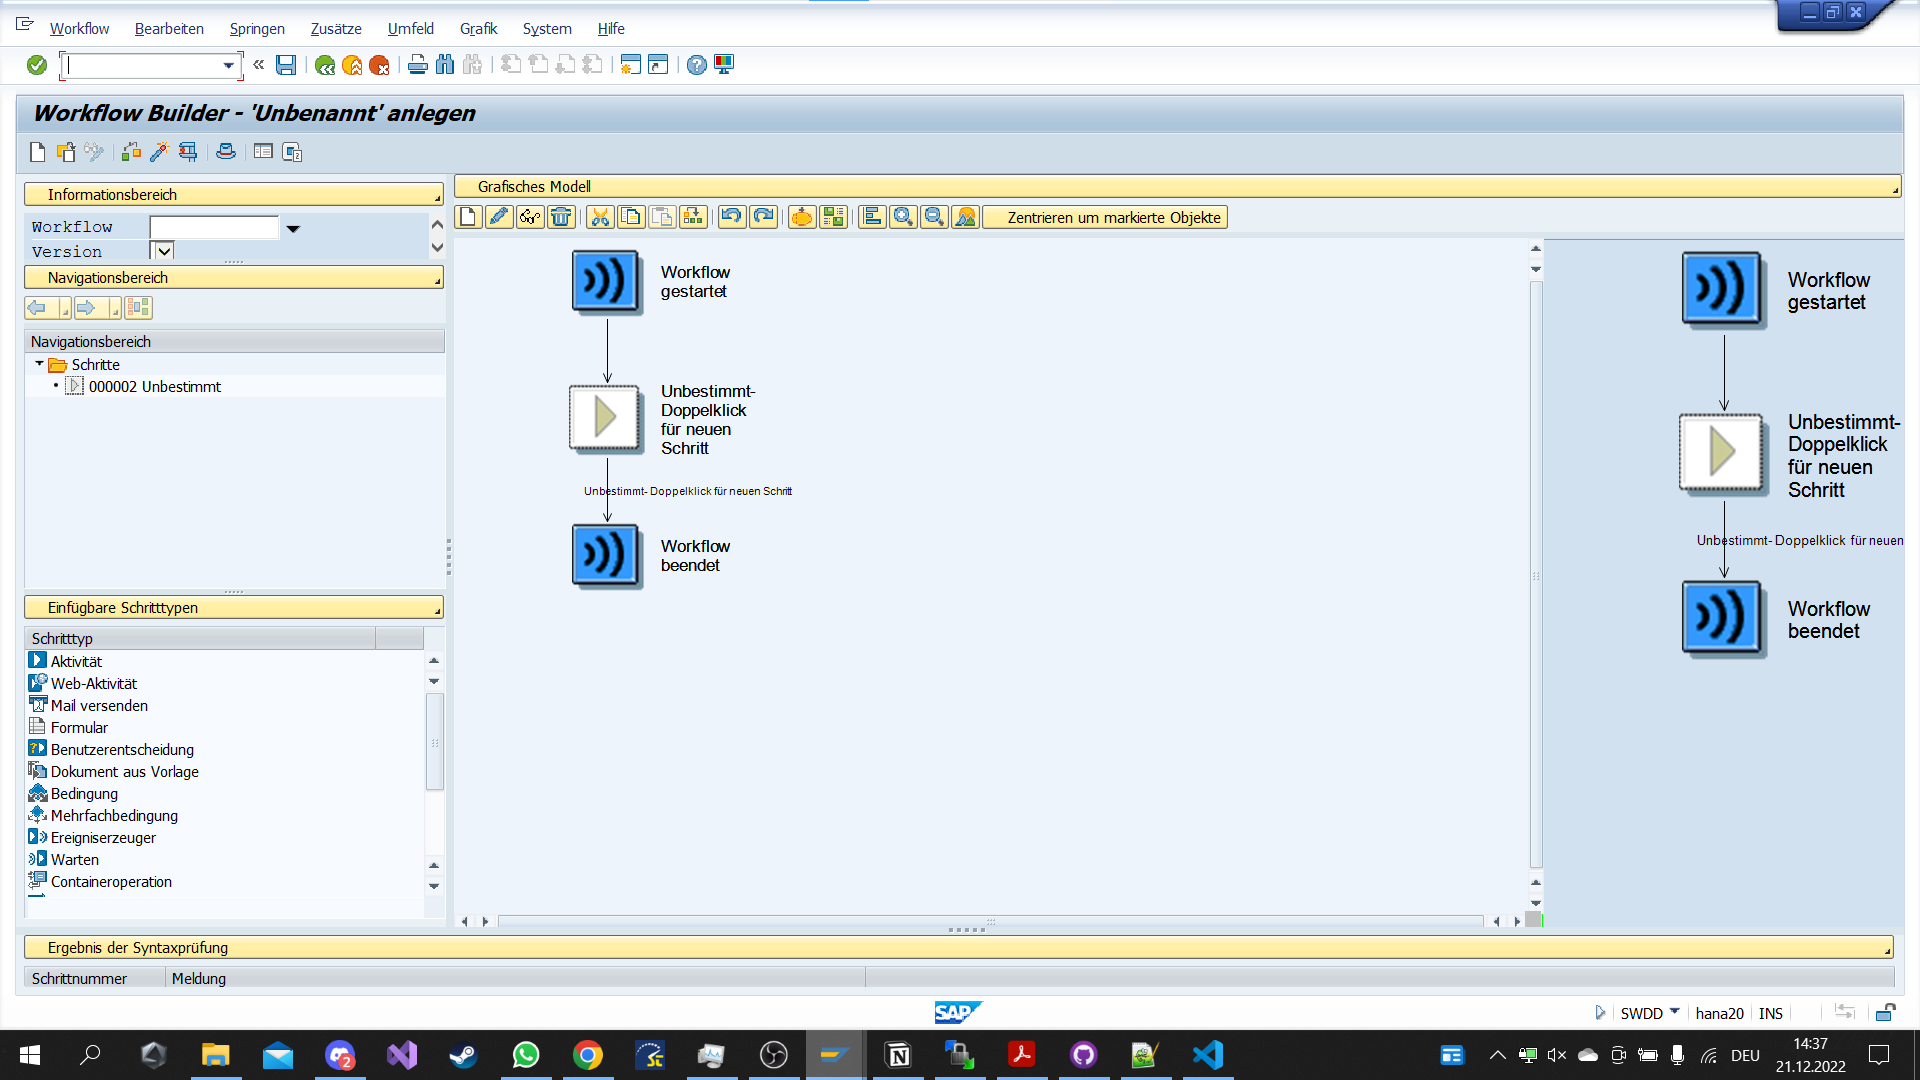 Workflow Bearbeiten Springen Zusätze Umfeld Grafik System Hilfe
Workflow Builder - 'Unbenannt' anlegen
Informationsbereich
Workflow
Version
Navigationsbereich
Navigationsbereich
Schritte
000002 Unbestimmt
Einfügbare Schritttypen
Schritttyp
Aktivität
Web-Aktivität
Mail versenden
Formular
Benutzerentscheidung
Dokument aus Vorlage
Bedingung
Mehrfachbedingung
Ereigniserzeuger
Warten
Containeroperation
Grafisches Modell
Zentrieren um markierte Objekte
Workflow
gestartet
Unbestimmt-
Doppelklick
für neuen
Schritt
Unbestimmt- Doppelklick für neuen Schritt
Workflow
beendet
Workflow
gestartet
Unbestimmt-
Doppelklick
für neuen
Schritt
Unbestimmt- Doppelklick für neuen
Workflow
beendet
Ergebnis der Syntaxprüfung
Schrittnummer Meldung
SAP
SWDD hana20 INS
2
DEU
14:37
21.12.2022